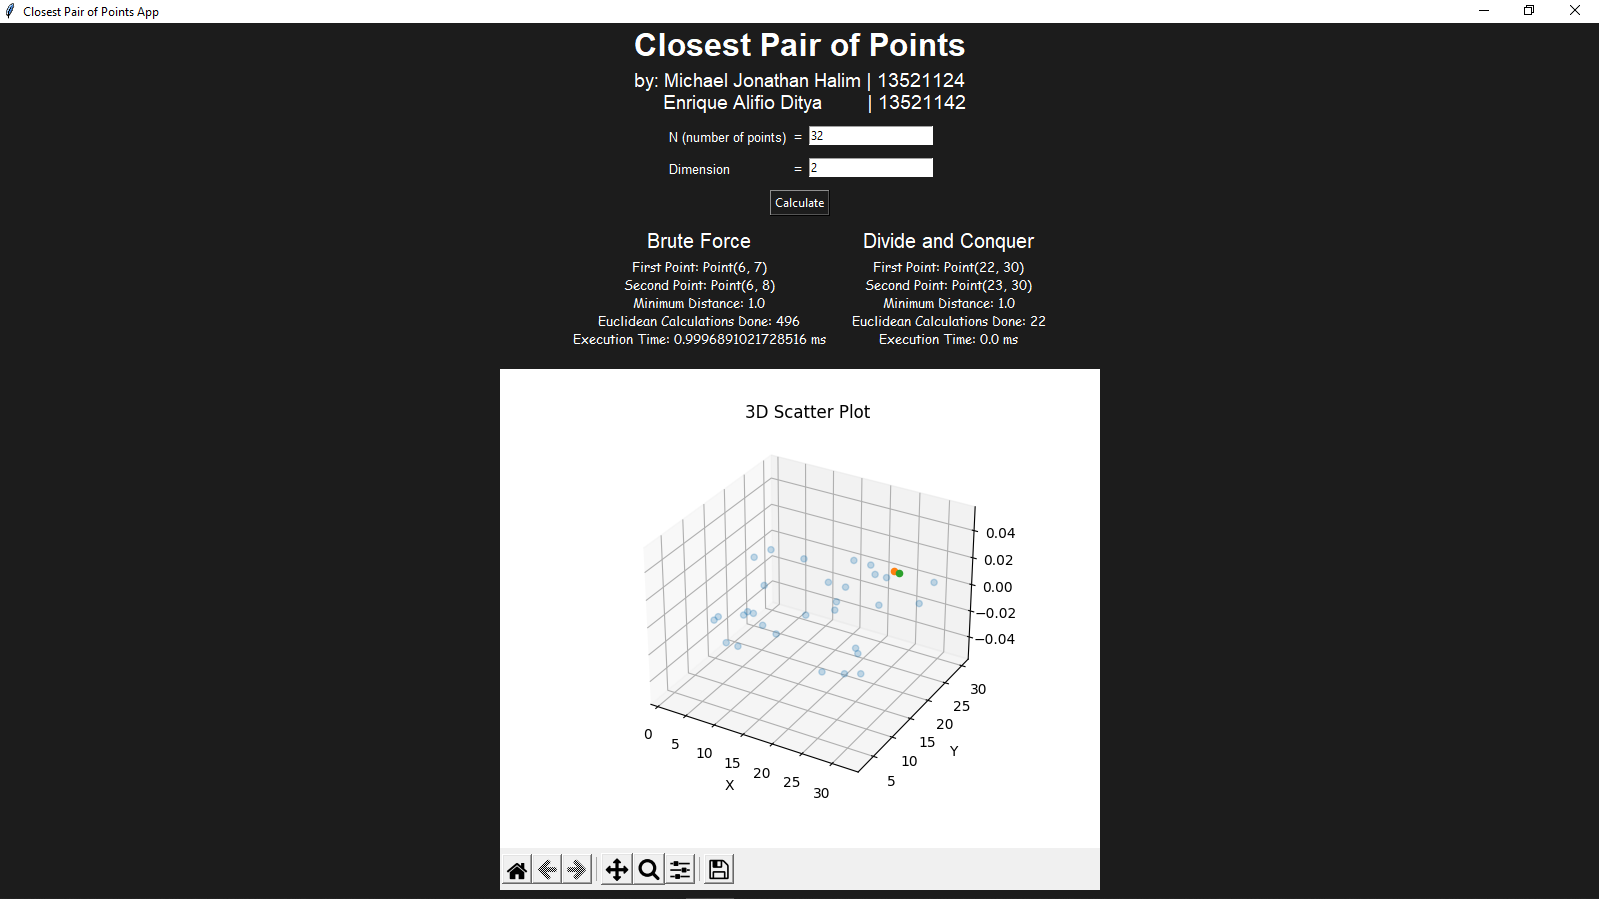 Closest Pair of Points App
Closest Pair of Points
by: Michael Jonathan Halim | 13521124
Enrique Alifio Ditya | 13521142
N (number of points) = 32
Dimension = 2
Calculate
Brute Force
First Point: Point(6, 7)
Second Point: Point(6, 8)
Minimum Distance: 1.0
Euclidean Calculations Done: 496
Execution Time: 0.9996891021728516 ms
Divide and Conquer
First Point: Point(22, 30)
Second Point: Point(23, 30)
Minimum Distance: 1.0
Euclidean Calculations Done: 22
Execution Time: 0.0 ms
3D Scatter Plot
0.04
0.02
0.00
−0.02
−0.04
0
5
10
15
20
25
30
X
5
10
15
20
25
30
Y